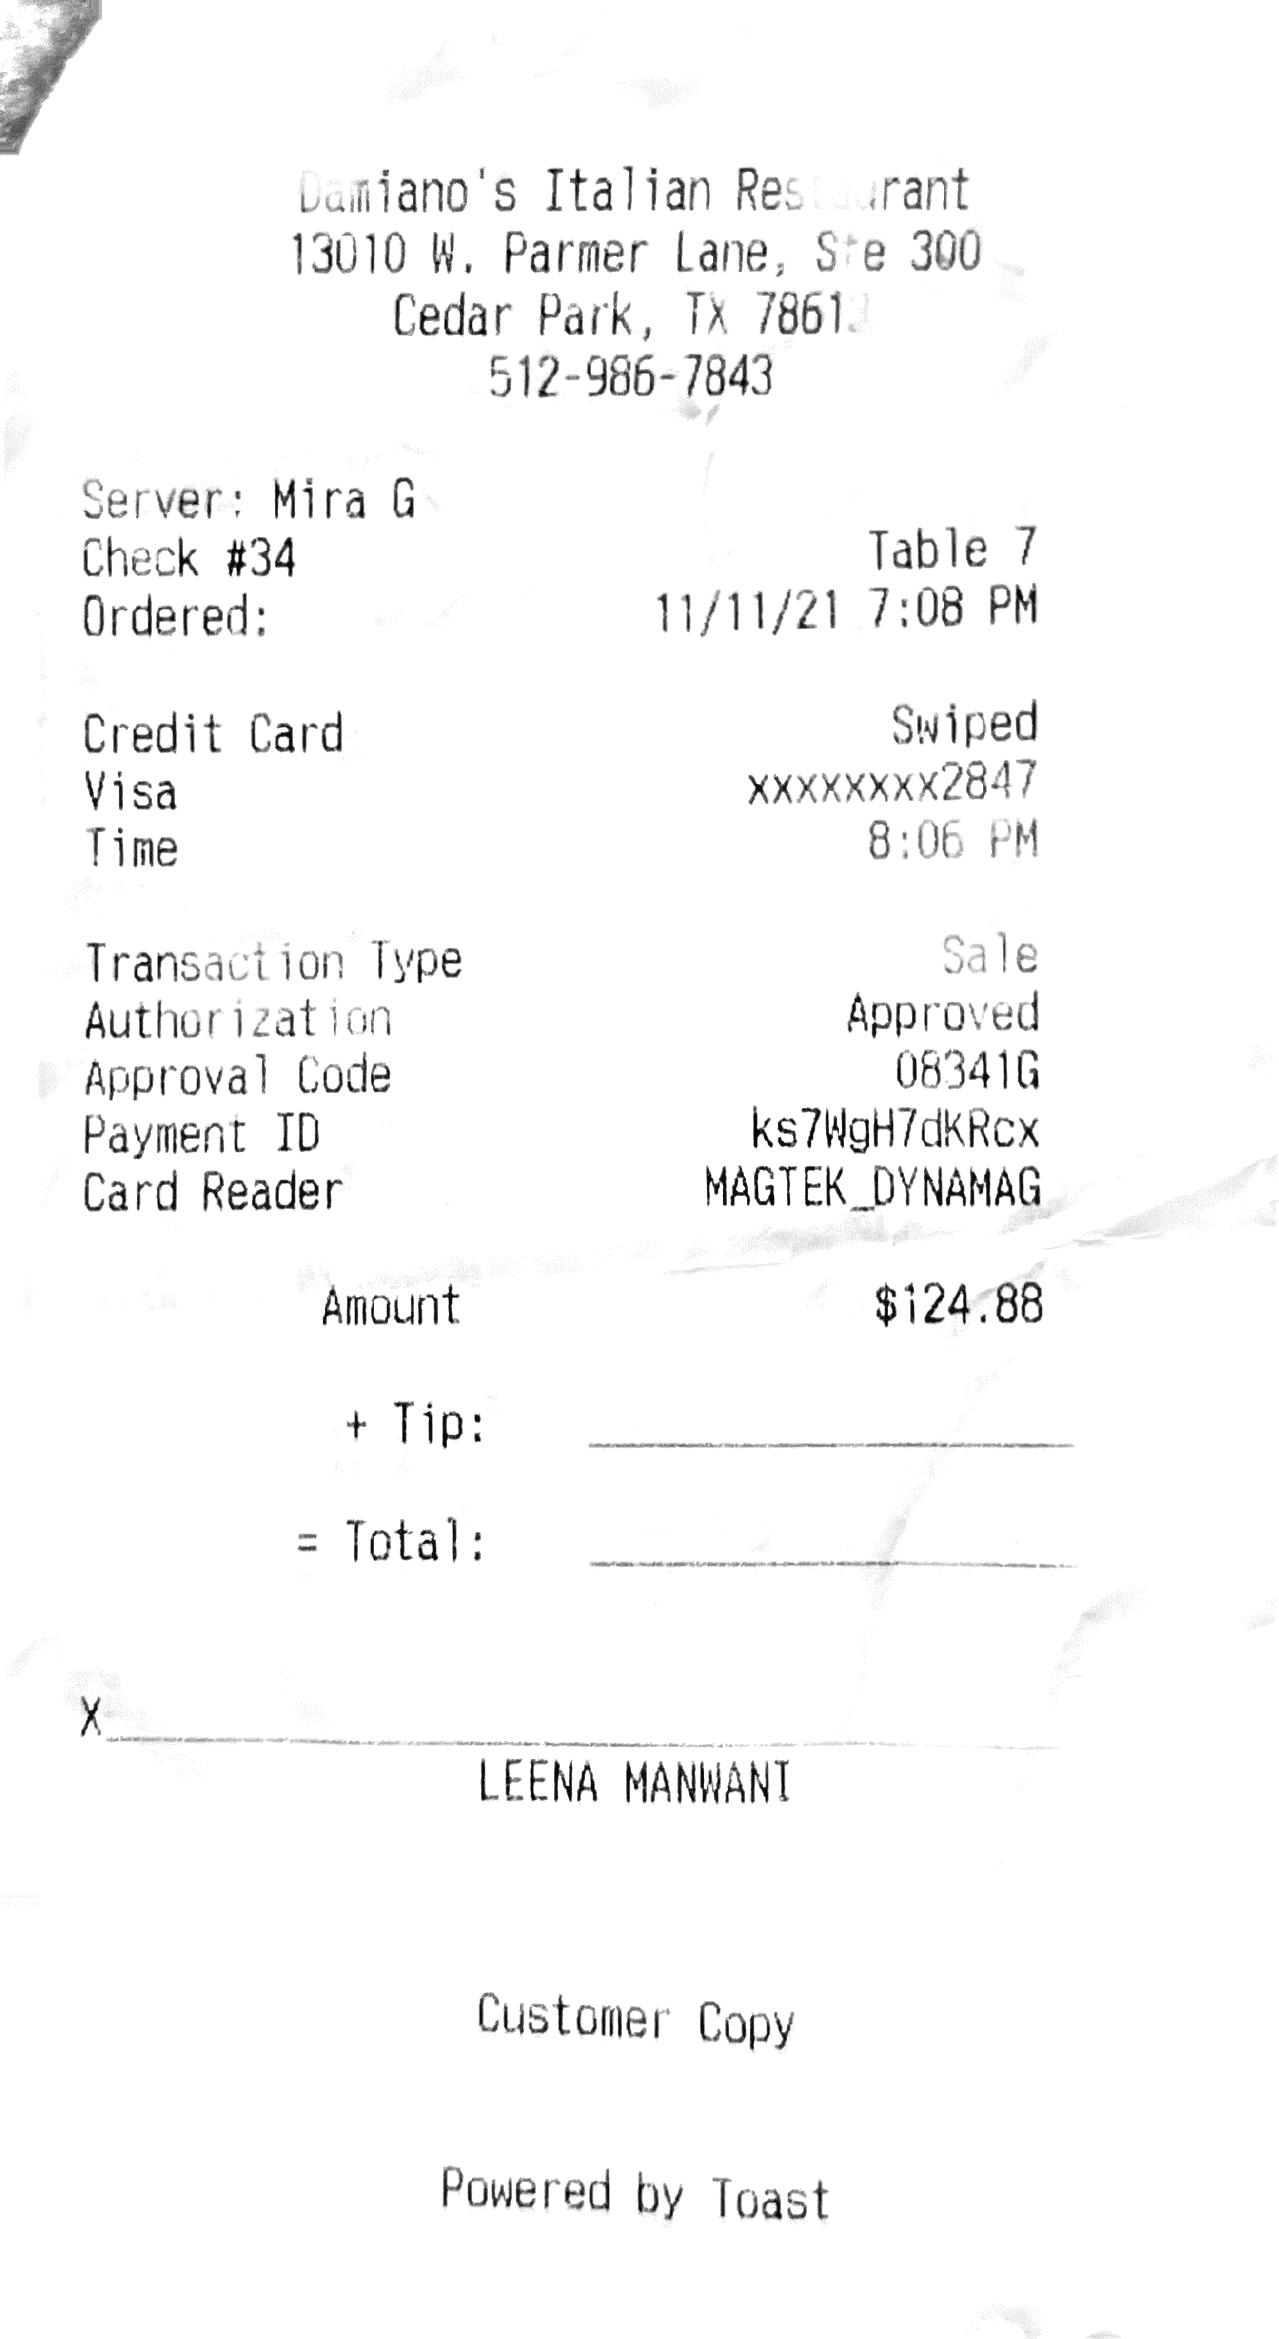 Damiano's Italian Restaurant
13010 W. Parmer Lane, Ste 300
Cedar Park, TX 78613
512-986-7843
Server: Mira G
Check #34 Table 7
Ordered: 11/11/21 7:08 PM
Credit Card Swiped
Visa xxxxxxxx2847
Time 8:06 PM
Transaction Type Sale
Authorization Approved
Approval Code 08341G
Payment ID ks7WgH7dKRcx
Card Reader MAGTEK_DYNAMAG
Amount $124.88
+ Tip:
= Total:
X
LEENA MANWANI
Customer Copy
Powered by Toast